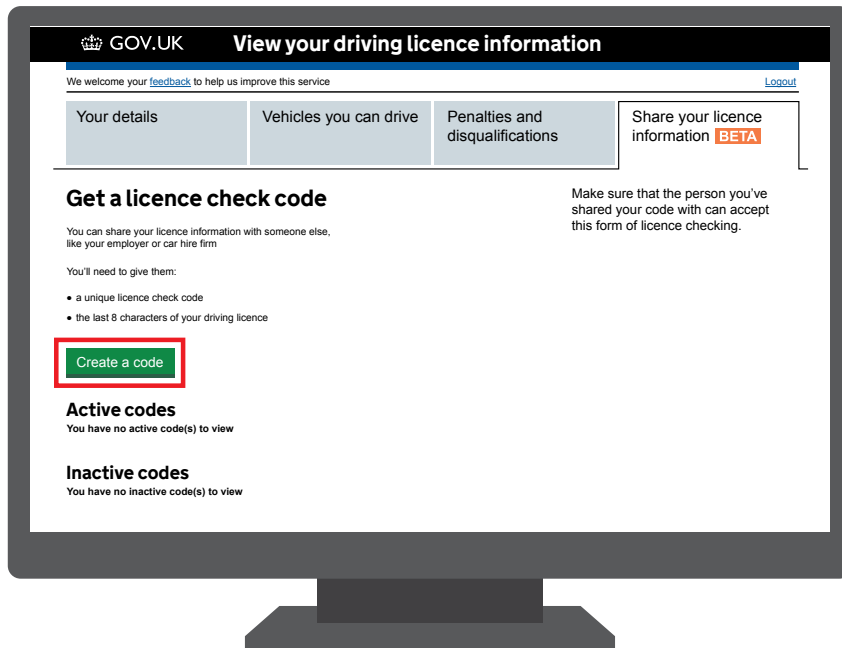 GOV.UK View your driving licence information
We welcome your feedback to help us improve this service Logout
Your details
Vehicles you can drive
Penalties and
disqualifications
Share your licence
information BETA
Get a licence check code
You can share your licence information with someone else,
like your employer or car hire firm
You'll need to give them:
• a unique licence check code
• the last 8 characters of your driving licence
Create a code
Active codes
You have no active code(s) to view
Inactive codes
You have no inactive code(s) to view
Make sure that the person you've
shared your code with can accept
this form of licence checking.